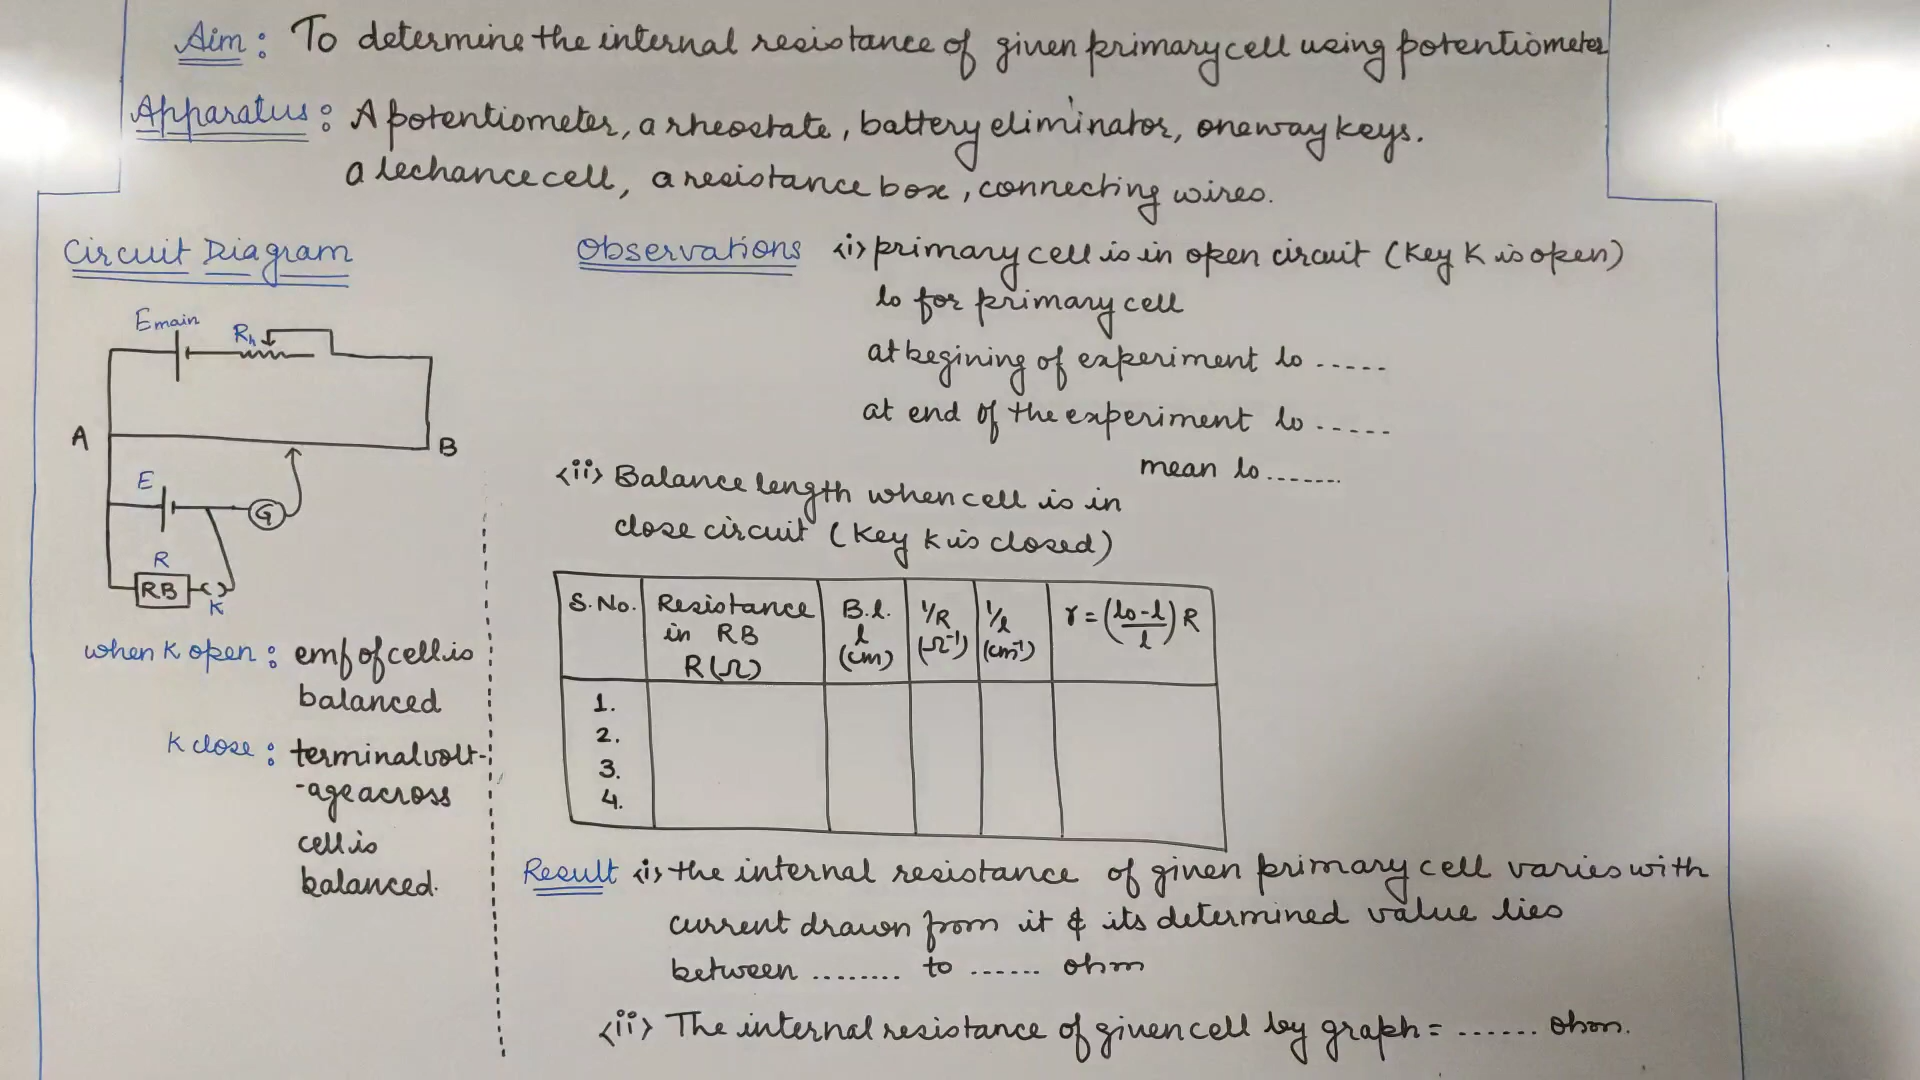 Aim: To determine the internal resistance of given primary cell using potentiometer
Apparatus: A potentiometer, a rheostate, battery eliminator, one way keys.
a lechance cell, a resistance box, connecting wires.
Circuit Diagram
Emain
Rh
A
B
E
G
R
RB
K
when K open: emf of cell is
balanced
K close: terminal volt-
-age across
cell is
balanced.
Observations (i) primary cell is in open circuit (Key K is open)
lo for primary cell
at begining of experiment lo .....
at end of the experiment lo .....
mean lo .......
(ii) Balance length when cell is in
close circuit (Key K is closed)
S.No. Resistance in RB R(Ω) B.l. l (cm) 1/R (Ω⁻¹) 1/l (cm⁻¹) r = (lo-l/l) R
1.
2.
3.
4.
Result (i) the internal resistance of given primary cell varies with
current drawn from it & its determined value lies
between ........ to ...... ohm
(ii) The internal resistance of given cell by graph = ...... ohm.